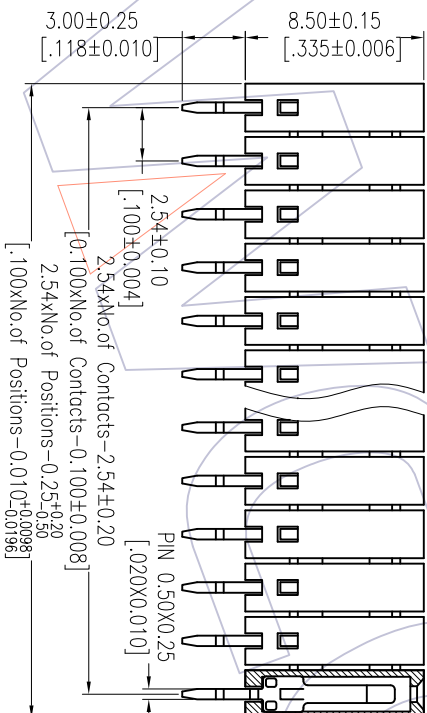 3.00±0.25
[.118±0.010]
8.50±0.15
[.335±0.006]
2.54±0.10
[.100±0.004]
2.54xNo.of Contacts-2.54±0.20
[0.100xNo.of Contacts-0.100±0.008]
2.54xNo.of Positions-0.25+0.20 -0.50
[.100xNo.of Positions-0.010+0.0098 -0.0196]
PIN 0.50X0.25
[.020X0.010]